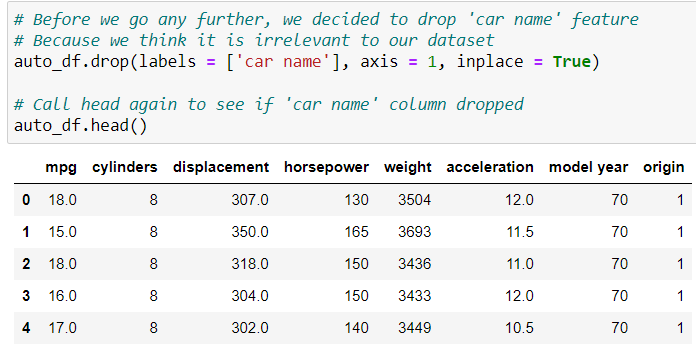 # Before we go any further, we decided to drop 'car name' feature
# Because we think it is irrelevant to our dataset
auto_df.drop(labels = ['car name'], axis = 1, inplace = True)
# Call head again to see if 'car name' column dropped
auto_df.head()
mpg cylinders displacement horsepower weight acceleration model year origin
0 18.0 8 307.0 130 3504 12.0 70 1
1 15.0 8 350.0 165 3693 11.5 70 1
2 18.0 8 318.0 150 3436 11.0 70 1
3 16.0 8 304.0 150 3433 12.0 70 1
4 17.0 8 302.0 140 3449 10.5 70 1